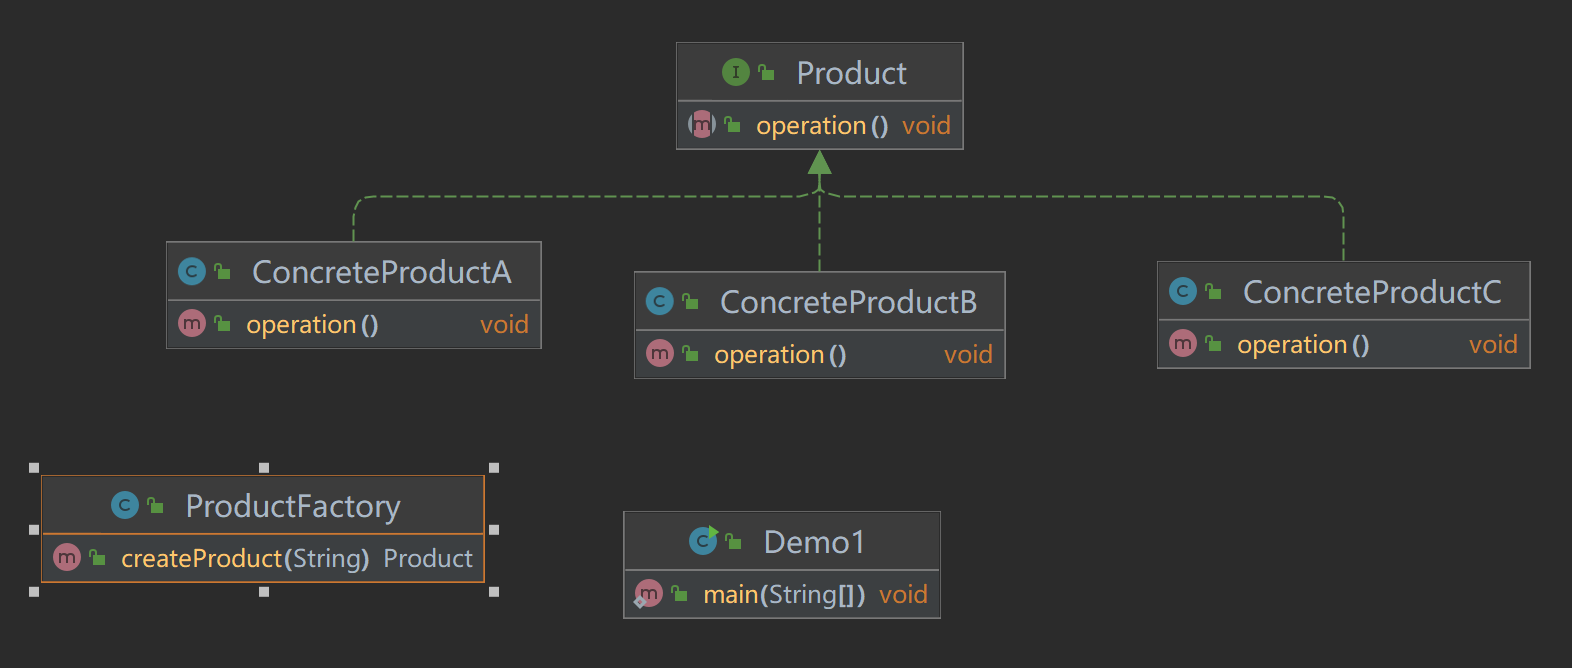 I Product
m operation() void
C ConcreteProductA
m operation() void
C ConcreteProductB
m operation() void
C ConcreteProductC
m operation() void
C ProductFactory
m createProduct(String) Product
C Demo1
m main(String[]) void